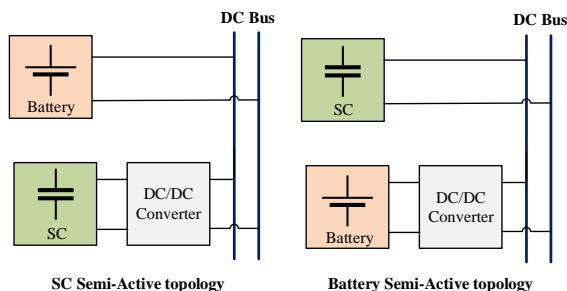 DC Bus
Battery
SC
DC/DC
Converter
SC Semi-Active topology
DC Bus
SC
Battery
DC/DC
Converter
Battery Semi-Active topology